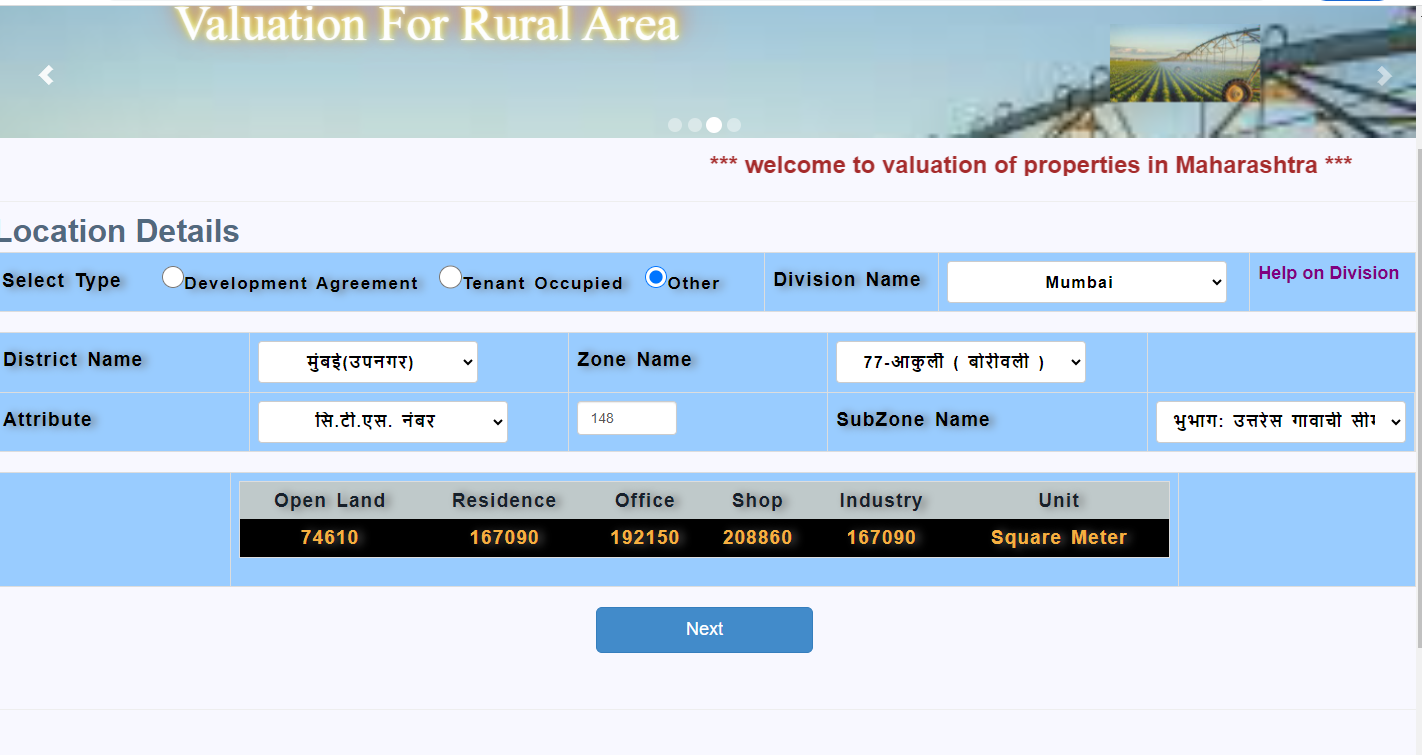 Valuation For Rural Area
*** welcome to valuation of properties in Maharashtra ***
Location Details
Select Type Development Agreement Tenant Occupied Other Division Name Mumbai Help on Division
District Name मुंबई(उपनगर) Zone Name 77-आकुर्ली ( बोरीवली )
Attribute सि.टी.एस. नंबर 148 SubZone Name भुभाग: उत्तरेस गावाची
Open Land Residence Office Shop Industry Unit
74610 167090 192150 208860 167090 Square Meter
Next